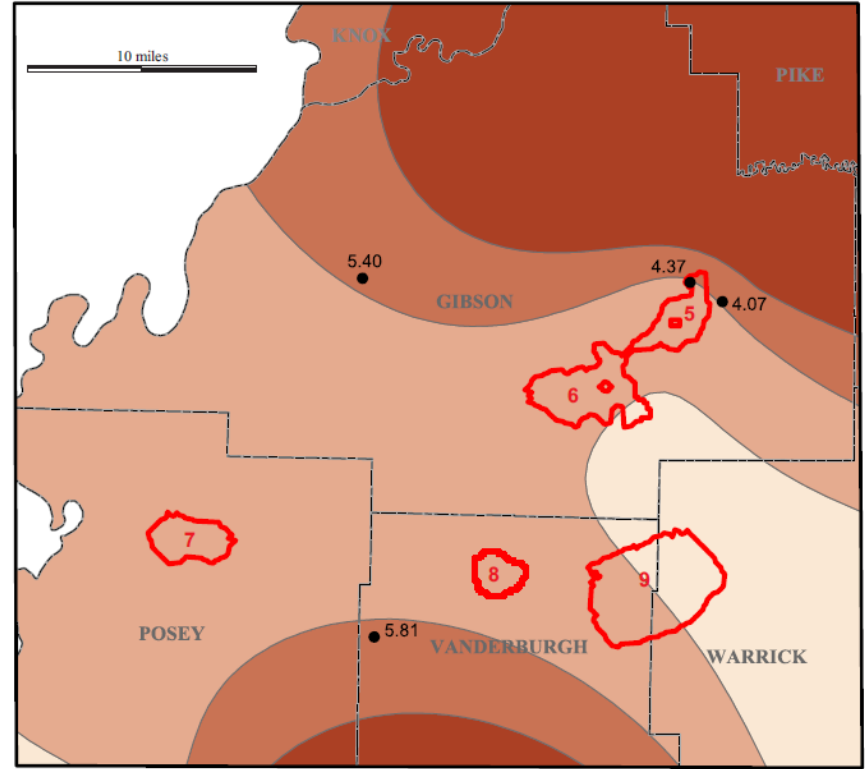 KNOX
10 miles
PIKE
5.40
4.37
GIBSON
4.07
5
6
7
8
9
POSEY
5.81
VANDERBURGH
WARRICK